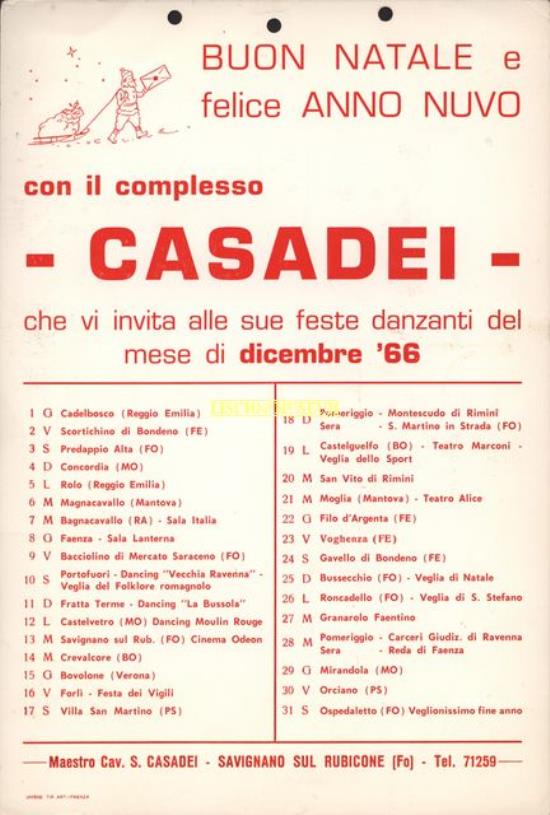 BUON NATALE e
felice ANNO NUVO
con il complesso
- CASADEI -
che vi invita alle sue feste danzanti del
mese di dicembre '66
1 G Cadelbosco (Reggio Emilia)
2 V Scortichino di Bondeno (FE)
3 S Predappio Alta (FO)
4 D Concordia (MO)
5 L Rolo (Reggio Emilia)
6 M Magnacavallo (Mantova)
7 M Bagnacavallo (RA) - Sala Italia
8 G Faenza - Sala Lanterna
9 V Bacciolino di Mercato Saraceno (FO)
10 S Portofuori - Dancing "Vecchia Ravenna" -
Veglia del Folklore romagnolo
11 D Fratta Terme - Dancing "La Bussola"
12 L Castelvetro (MO) Dancing Moulin Rouge
13 M Savignano sul Rub. (FO) Cinema Odeon
14 M Crevalcore (BO)
15 G Bovolone (Verona)
16 V Forlì - Festa dei Vigili
17 S Villa San Martino (PS)
18 D Pomeriggio - Montescudo di Rimini
Sera - S. Martino in Strada (FO)
19 L Castelguelfo (BO) - Teatro Marconi -
Veglia dello Sport
20 M San Vito di Rimini
21 M Moglia (Mantova) - Teatro Alice
22 G Filo d'Argenta (FE)
23 V Voghenza (FE)
24 S Gavello di Bondeno (FE)
25 D Bussecchio (FO) - Veglia di Natale
26 L Roncadello (FO) - Veglia di S. Stefano
27 M Granarolo Faentino
28 M Pomeriggio - Carceri Giudiz. di Ravenna
Sera - Reda di Faenza
29 G Mirandola (MO)
30 V Orciano (PS)
31 S Ospedaletto (FO) Veglionissimo fine anno
Maestro Cav. S. CASADEI - SAVIGNANO SUL RUBICONE (Fo) - Tel. 71259
TIP. ART. - FAENZA